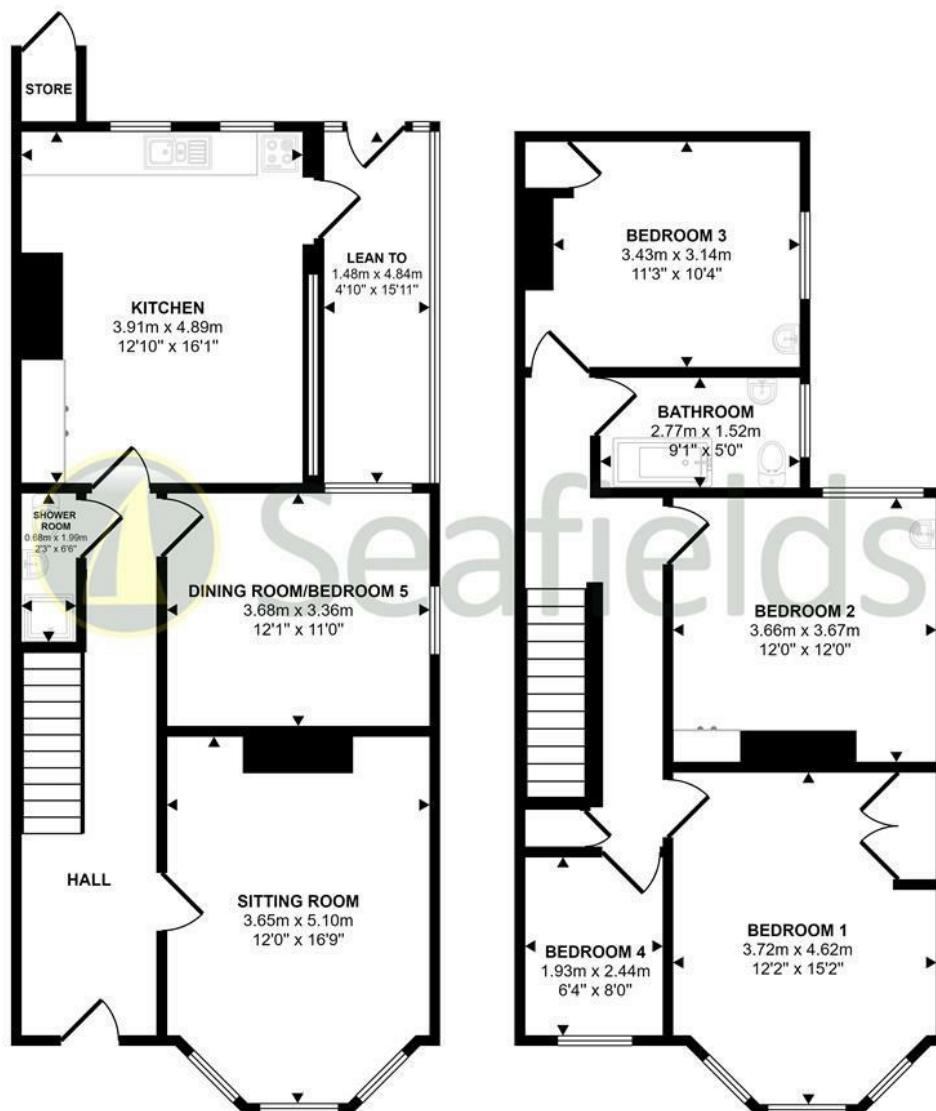 STORE
KITCHEN
3.91m x 4.89m
12'10" x 16'1"
LEAN TO
1.48m x 4.84m
4'10" x 15'11"
SHOWER
ROOM
0.68m x 1.99m
2'3" x 6'6"
DINING ROOM/BEDROOM 5
3.68m x 3.36m
12'1" x 11'0"
HALL
SITTING ROOM
3.65m x 5.10m
12'0" x 16'9"
BEDROOM 3
3.43m x 3.14m
11'3" x 10'4"
BATHROOM
2.77m x 1.52m
9'1" x 5'0"
BEDROOM 2
3.66m x 3.67m
12'0" x 12'0"
BEDROOM 4
1.93m x 2.44m
6'4" x 8'0"
BEDROOM 1
3.72m x 4.62m
12'2" x 15'2"
Seafields